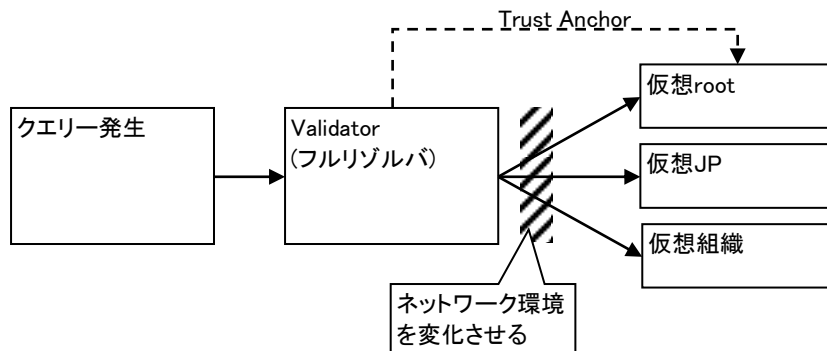 Trust Anchor
仮想root
クエリー発生
Validator
(フルリゾルバ)
仮想JP
仮想組織
ネットワーク環境
を変化させる